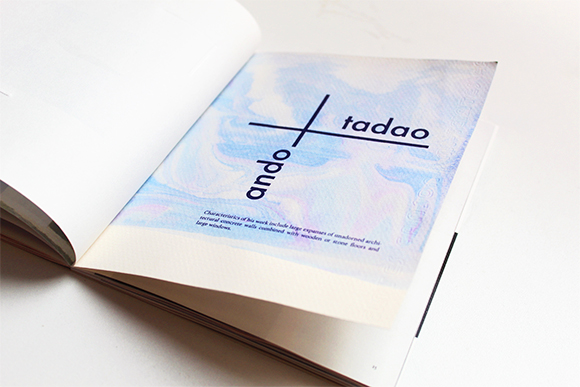 tadao
ando
Characteristics of his work include large expanses of unadorned archi
tectural concrete walls combined with wooden or stone floors and
large windows.